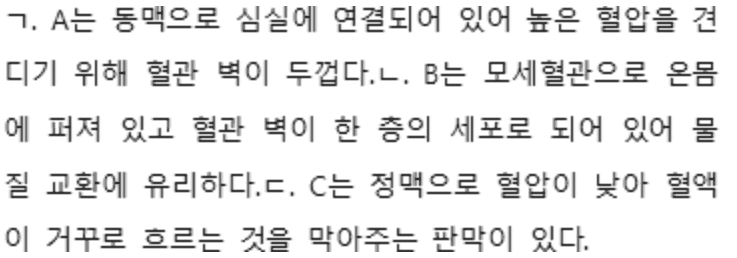 ㄱ. A는 동맥으로 심실에 연결되어 있어 높은 혈압을 견
디기 위해 혈관 벽이 두껍다.ㄴ. B는 모세혈관으로 온몸
에 퍼져 있고 혈관 벽이 한 층의 세포로 되어 있어 물
질 교환에 유리하다.ㄷ. C는 정맥으로 혈압이 낮아 혈액
이 거꾸로 흐르는 것을 막아주는 판막이 있다.